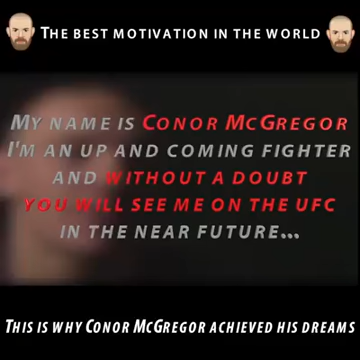 The best motivation in the world
My name is Conor McGregor
I'm an up and coming fighter
and without a doubt
you will see me on the UFC
in the near future...
This is why Conor McGregor achieved his dreams